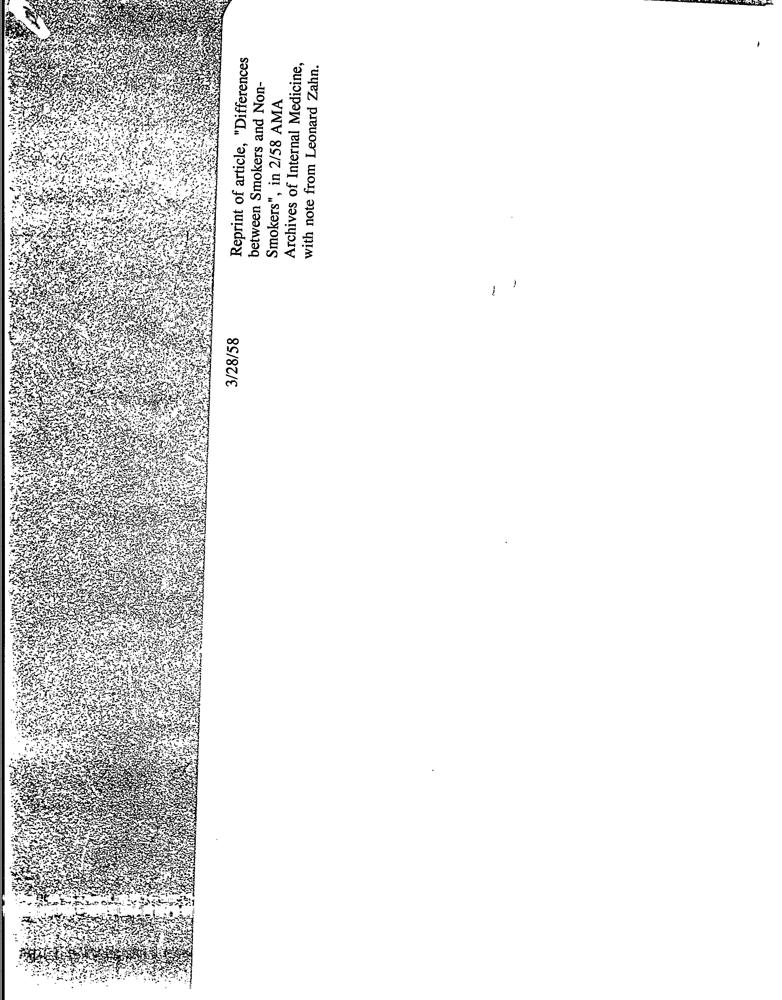 3/28/58
Reprint of article, "Differences
between Smokers and Non-
Smokers", in 2/58 AMA
Archives of Internal Medicine,
with note from Leonard Zahn.